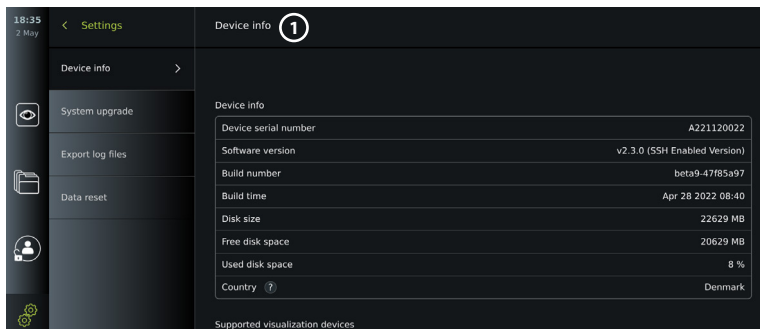 18:35
2 May
Settings
Device info
1
Device info
System upgrade
Export log files
Data reset
Device info
Device serial number A221120022
Software version v2.3.0 (SSH Enabled Version)
Build number beta9-47f85a97
Build time Apr 28 2022 08:40
Disk size 22629 MB
Free disk space 20629 MB
Used disk space 8 %
Country ? Denmark
Supported visualization devices